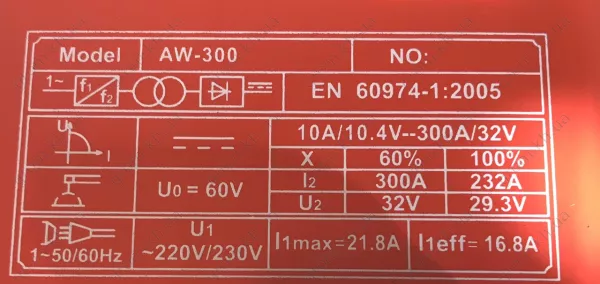 Model AW-300 NO:
1~ f1 f2 EN 60974-1:2005
U I 10A/10.4V--300A/32V
X 60% 100%
U0 = 60V I2 300A 232A
U2 32V 29.3V
1~50/60Hz U1 ~220V/230V I1max=21.8A I1eff=16.8A